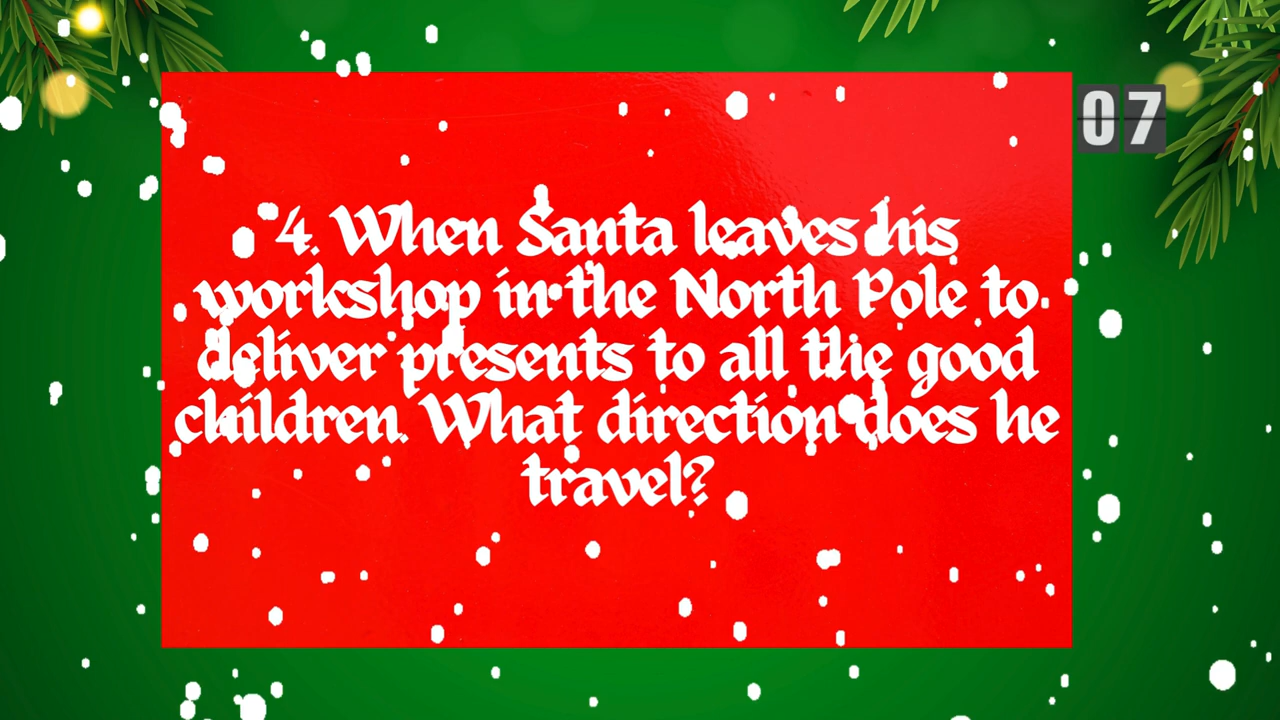 07
4. When Santa leaves his
workshop in the North Pole to
deliver presents to all the good
children. What direction does he
travel?